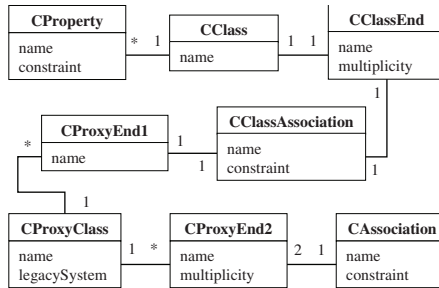 CProperty
name
constraint
* 1
CClass
name
1 1
CClassEnd
name
multiplicity
1
CProxyEnd1
name
1
1
CClassAssociation
name
constraint
1
*
1
CProxyClass
name
legacySystem
1 *
CProxyEnd2
name
multiplicity
2 1
CAssociation
name
constraint